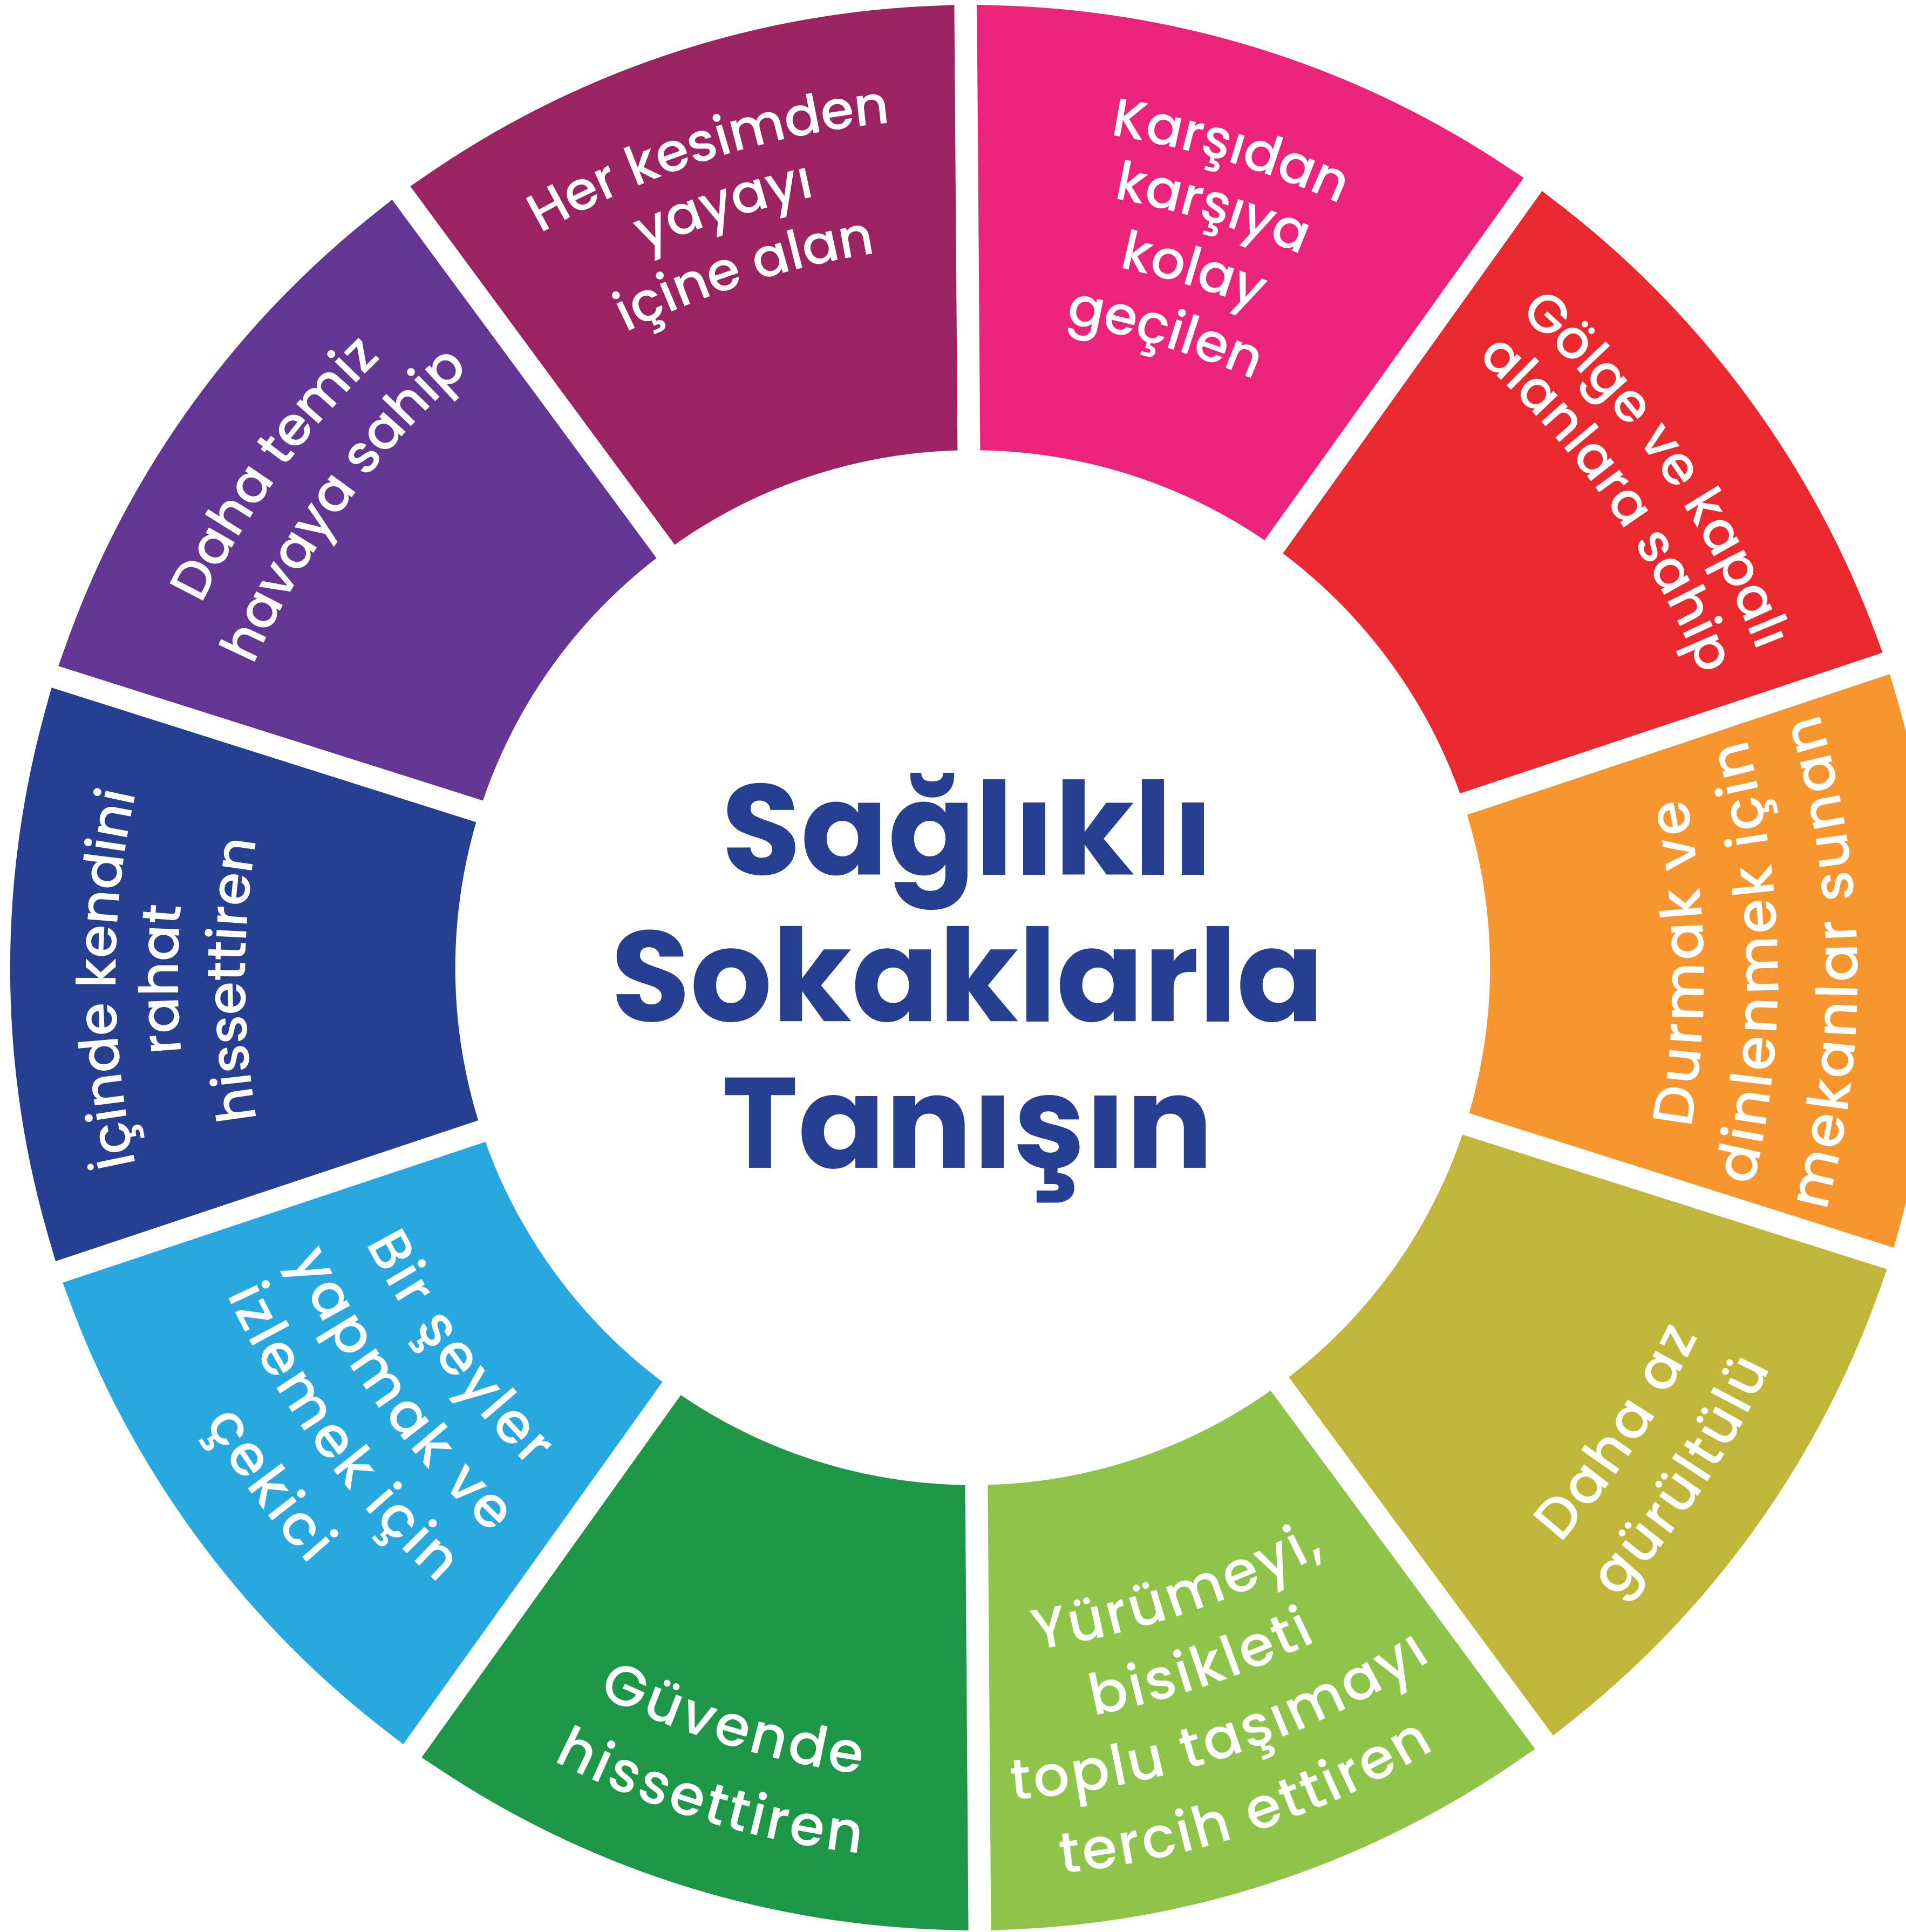 Sağlıklı
Sokaklarla
Tanışın
Her kesimden
yayayı
içine alan
Karşıdan
karşıya
kolay
geçilen
Gölge ve kapalı
alanlara sahip
Durmak ve
dinlenmek için
mekanlar sunan
Daha az
gürültülü
Yürümeyi,
bisikleti
toplu taşımayı
tercih ettiren
Güvende
hissettiren
Bir şeyler
Yapmak ve
İzlemek İçin
çekici
içinde kendini
rahat
hissettiren
Daha temiz
havaya sahip